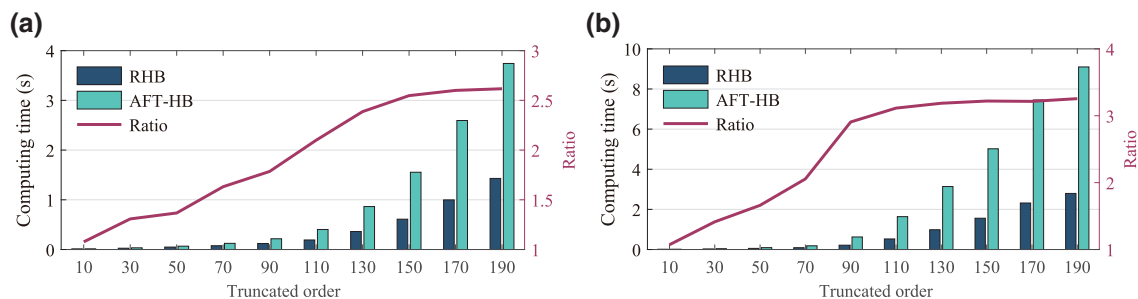 (a)
Computing time (s)
4
3
2
1
0
RHB
AFT-HB
Ratio
3
2.5
2
1.5
1
Ratio
10 30 50 70 90 110 130 150 170 190
Truncated order
(b)
Computing time (s)
10
8
6
4
2
0
RHB
AFT-HB
Ratio
4
3
2
1
Ratio
10 30 50 70 90 110 130 150 170 190
Truncated order